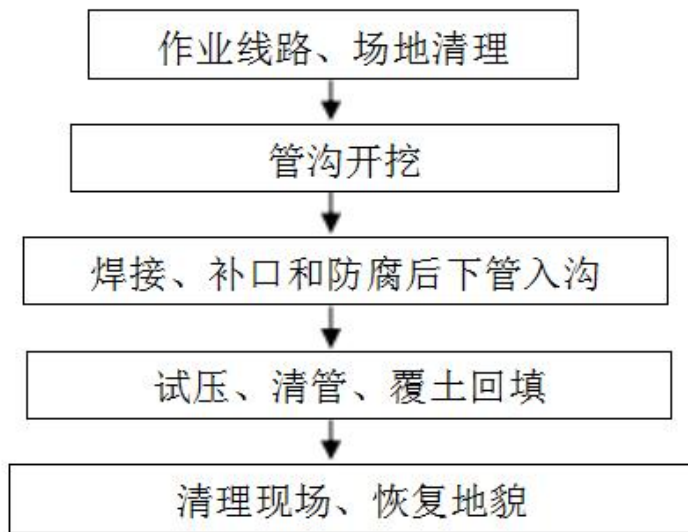 作业线路、场地清理
管沟开挖
焊接、补口和防腐后下管入沟
试压、清管、覆土回填
清理现场、恢复地貌